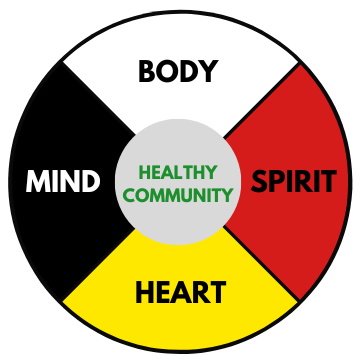 BODY
MIND
HEALTHY
COMMUNITY
SPIRIT
HEART